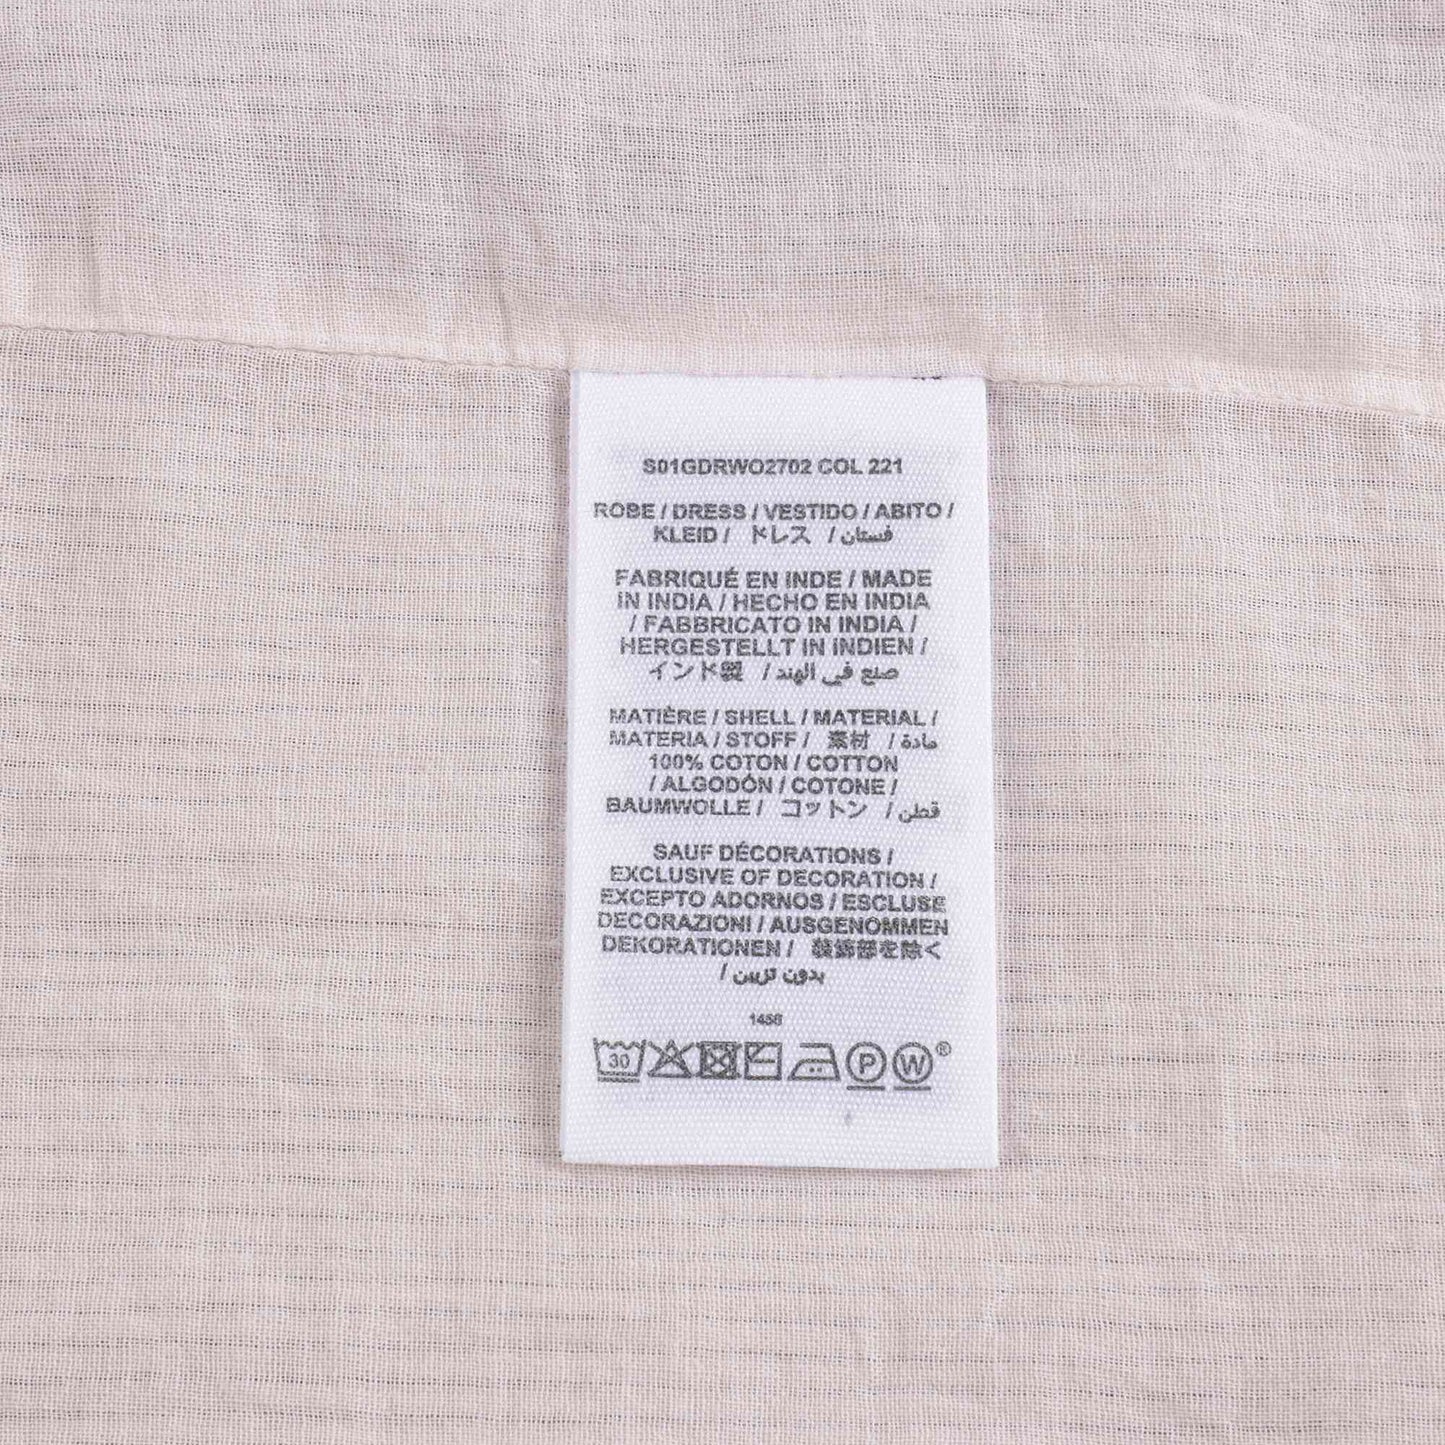 S01GDRWO2702 COL 221
ROBE / DRESS / VESTIDO / ABITO /
KLEID / ドレス / فستان
FABRIQUÉ EN INDE / MADE
IN INDIA / HECHO EN INDIA
/ FABBRICATO IN INDIA /
HERGESTELLT IN INDIEN /
インド製 / صنع في الهند
MATIÈRE / SHELL / MATERIAL /
MATERIA / STOFF / 素材 / مادة
100% COTON / COTTON
/ ALGODÓN / COTONE /
BAUMWOLLE / コットン / قطن
SAUF DÉCORATIONS /
EXCLUSIVE OF DECORATION /
EXCEPTO ADORNOS / ESCLUSE
DECORAZIONI / AUSGENOMMEN
DEKORATIONEN / 装飾部を除く
/ بدون تزيين
1456
30 P W®